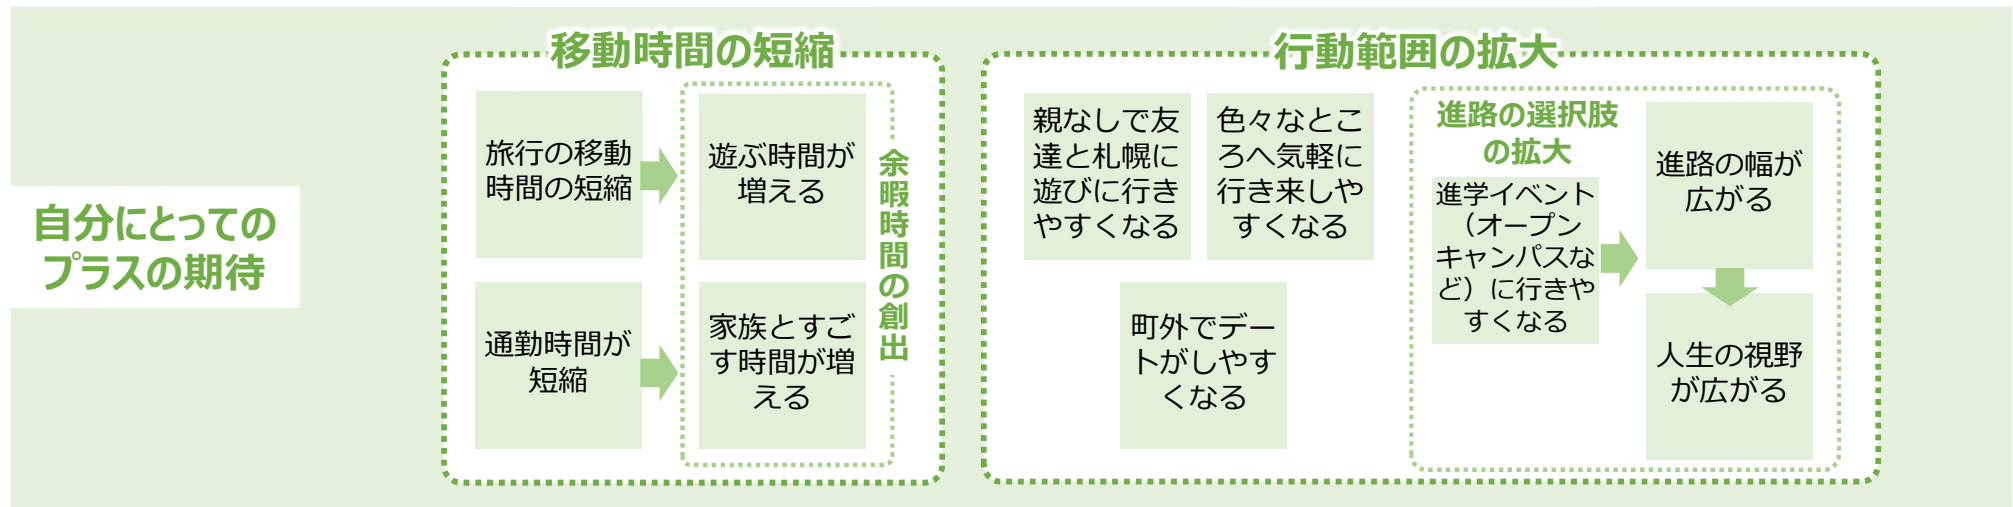 自分にとっての
プラスの期待
移動時間の短縮
旅行の移動
時間の短縮
遊ぶ時間が
増える
通勤時間が
短縮
家族とすご
す時間が増
える
余暇時間の創出
行動範囲の拡大
親なしで友
達と札幌に
遊びに行き
やすくなる
色々なとこ
ろへ気軽に
行き来しや
すくなる
町外でデー
トがしやす
くなる
進路の選択肢
の拡大
進学イベント
（オープン
キャンパスな
ど）に行きや
すくなる
進路の幅が
広がる
人生の視野
が広がる